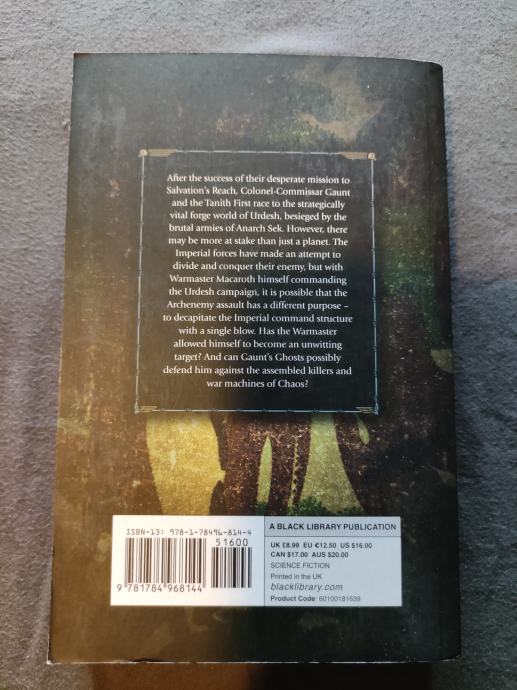 After the success of their desperate mission to
Salvation's Reach, Colonel-Commissar Gaunt
and the Tanith First race to the strategically
vital forge world of Urdesh, besieged by the
brutal armies of Anarch Sek. However, there
may be more at stake than just a planet. The
Imperial forces have made an attempt to
divide and conquer their enemy, but with
Warmaster Macaroth himself commanding
the Urdesh campaign, it is possible that the
Archenemy assault has a different purpose –
to decapitate the Imperial command structure
with a single blow. Has the Warmaster
allowed himself to become an unwitting
target? And can Gaunt's Ghosts possibly
defend him against the assembled killers and
war machines of Chaos?
ISBN-13: 978-1-78496-814-4
51600
9 781784 968144
A BLACK LIBRARY PUBLICATION
UK £8.99 EU €12.50 US $16.00
CAN $17.00 AUS $20.00
SCIENCE FICTION
Printed in the UK
blacklibrary.com
Product Code: 60100181639